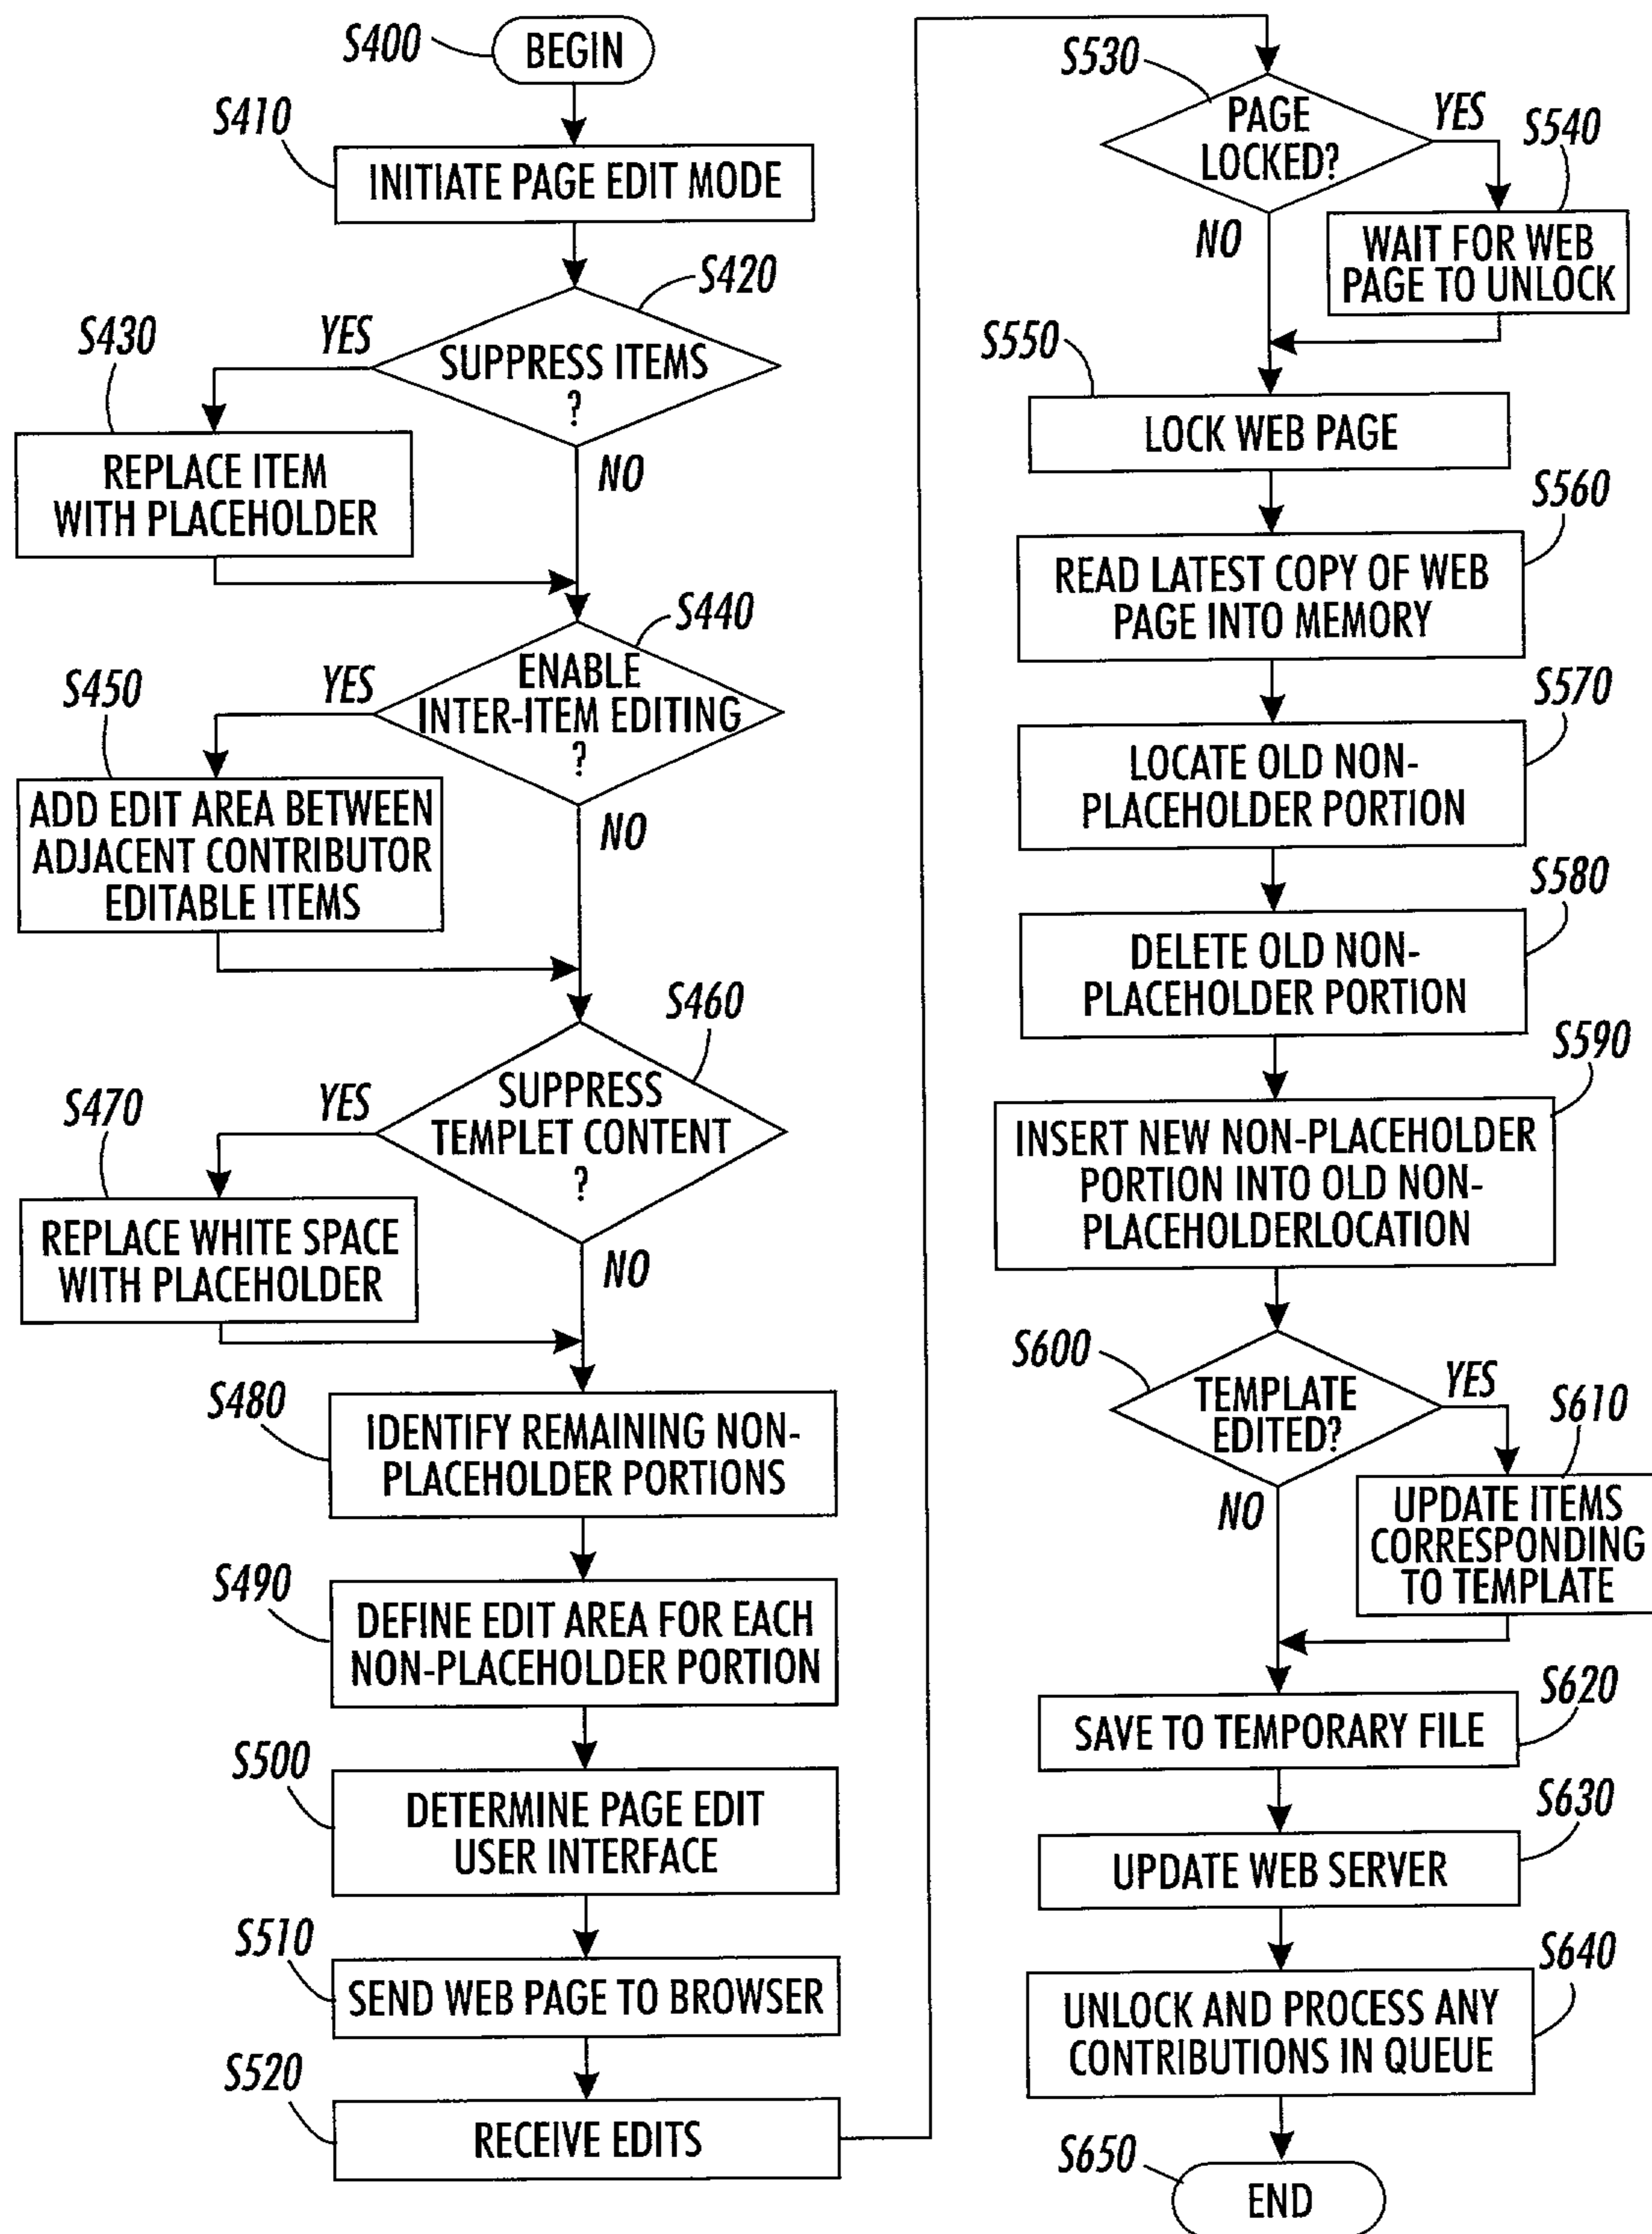 S400
BEGIN
S410
INITIATE PAGE EDIT MODE
S420
SUPPRESS ITEMS
?
YES
NO
S430
REPLACE ITEM
WITH PLACEHOLDER
S440
ENABLE
INTER-ITEM EDITING
?
YES
NO
S450
ADD EDIT AREA BETWEEN
ADJACENT CONTRIBUTOR
EDITABLE ITEMS
S460
SUPPRESS
TEMPLET CONTENT
?
YES
NO
S470
REPLACE WHITE SPACE
WITH PLACEHOLDER
S480
IDENTIFY REMAINING NON-
PLACEHOLDER PORTIONS
S490
DEFINE EDIT AREA FOR EACH
NON-PLACEHOLDER PORTION
S500
DETERMINE PAGE EDIT
USER INTERFACE
S510
SEND WEB PAGE TO BROWSER
S520
RECEIVE EDITS
S530
PAGE
LOCKED?
YES
NO
S540
WAIT FOR WEB
PAGE TO UNLOCK
S550
LOCK WEB PAGE
S560
READ LATEST COPY OF WEB
PAGE INTO MEMORY
S570
LOCATE OLD NON-
PLACEHOLDER PORTION
S580
DELETE OLD NON-
PLACEHOLDER PORTION
S590
INSERT NEW NON-PLACEHOLDER
PORTION INTO OLD NON-
PLACEHOLDERLOCATION
S600
TEMPLATE
EDITED?
YES
NO
S610
UPDATE ITEMS
CORRESPONDING
TO TEMPLATE
S620
SAVE TO TEMPORARY FILE
S630
UPDATE WEB SERVER
S640
UNLOCK AND PROCESS ANY
CONTRIBUTIONS IN QUEUE
S650
END